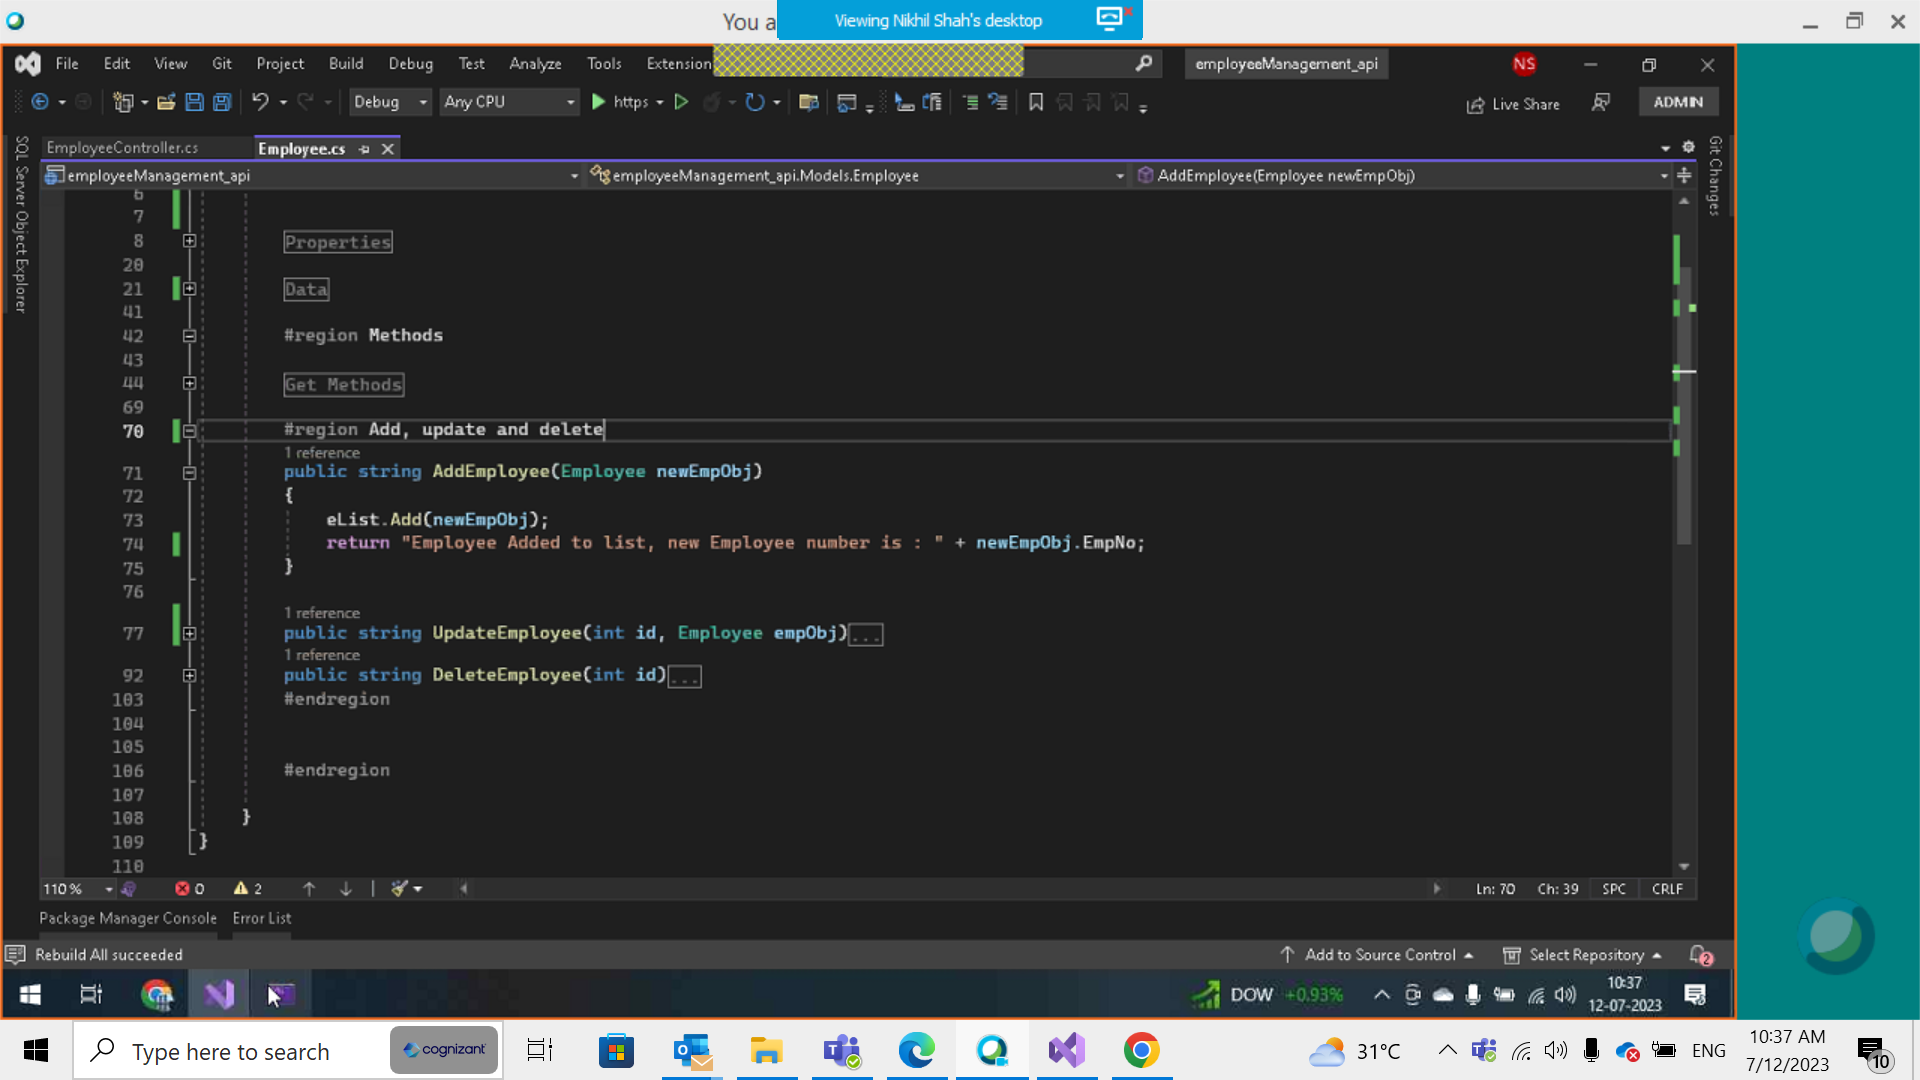 You a
Viewing Nikhil Shah's desktop
File Edit View Git Project Build Debug Test Analyze Tools Extension
employeeManagement_api
NS
Debug Any CPU https
Live Share
ADMIN
SQL Server Object Explorer
EmployeeController.cs Employee.cs
Git Changes
employeeManagement_api employeeManagement_api.Models.Employee AddEmployee(Employee newEmpObj)
6
7
8 Properties
20
21 Data
41
42 #region Methods
43
44 Get Methods
69
70 #region Add, update and delete
1 reference
71 public string AddEmployee(Employee newEmpObj)
72 {
73 eList.Add(newEmpObj);
74 return "Employee Added to list, new Employee number is : " + newEmpObj.EmpNo;
75 }
76
1 reference
77 public string UpdateEmployee(int id, Employee empObj)...
1 reference
92 public string DeleteEmployee(int id)...
103 #endregion
104
105
106 #endregion
107
108 }
109 }
110
110 % 0 2 Ln: 70 Ch: 39 SPC CRLF
Package Manager Console Error List
Rebuild All succeeded Add to Source Control Select Repository 2
DOW +0.93% 10:37
12-07-2023
Type here to search cognizant 31°C ENG 10:37 AM
7/12/2023 10